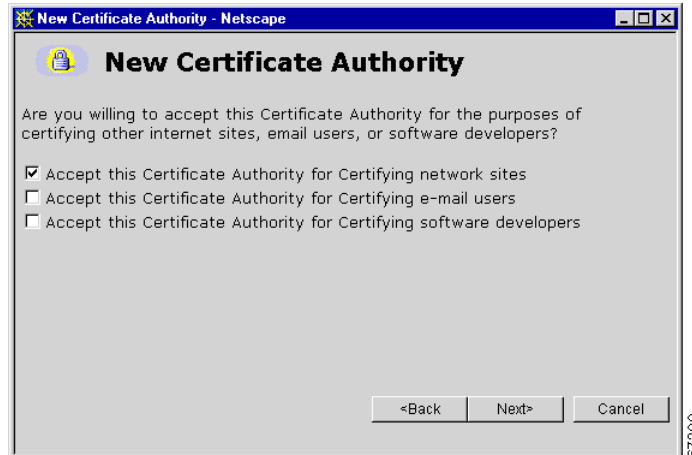 New Certificate Authority - Netscape
New Certificate Authority
Are you willing to accept this Certificate Authority for the purposes of
certifying other internet sites, email users, or software developers?
Accept this Certificate Authority for Certifying network sites
Accept this Certificate Authority for Certifying e-mail users
Accept this Certificate Authority for Certifying software developers
<Back Next> Cancel